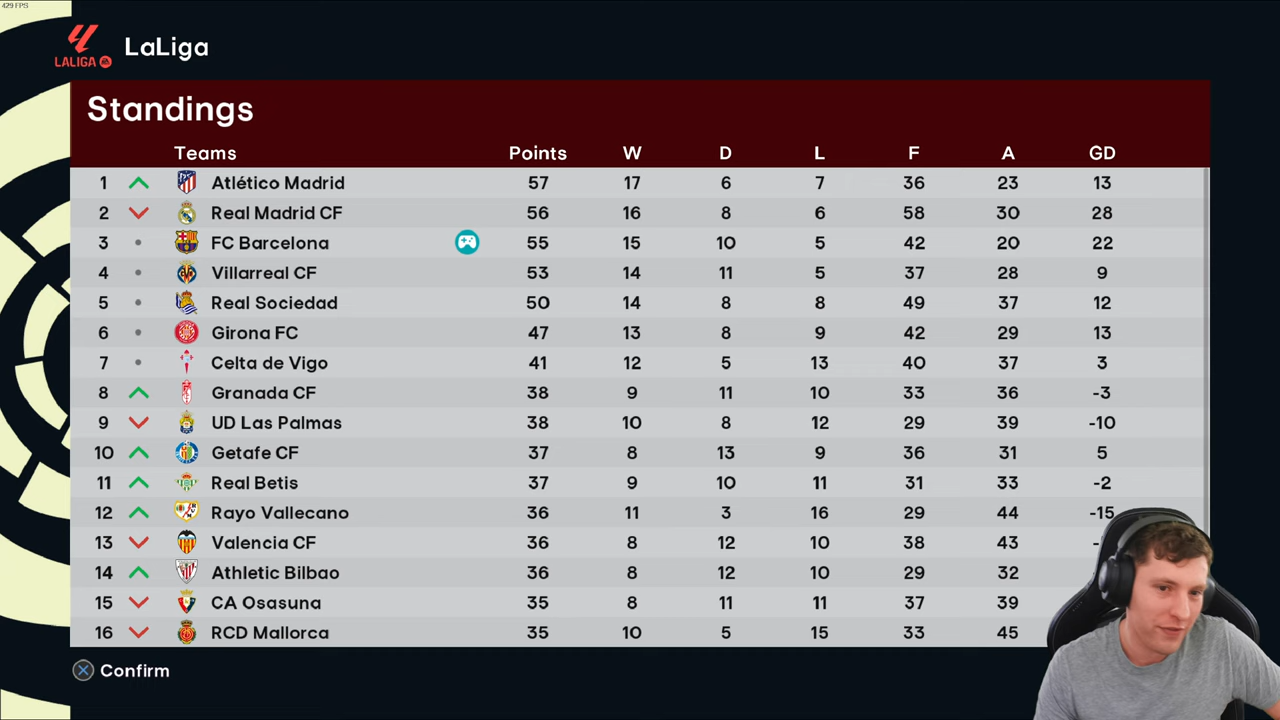 429 FPS
LALIGA EA
LaLiga
Standings
Teams Points W D L F A GD
1 Atlético Madrid 57 17 6 7 36 23 13
2 Real Madrid CF 56 16 8 6 58 30 28
3 FC Barcelona 55 15 10 5 42 20 22
4 Villarreal CF 53 14 11 5 37 28 9
5 Real Sociedad 50 14 8 8 49 37 12
6 Girona FC 47 13 8 9 42 29 13
7 Celta de Vigo 41 12 5 13 40 37 3
8 Granada CF 38 9 11 10 33 36 -3
9 UD Las Palmas 38 10 8 12 29 39 -10
10 Getafe CF 37 8 13 9 36 31 5
11 Real Betis 37 9 10 11 31 33 -2
12 Rayo Vallecano 36 11 3 16 29 44 -15
13 Valencia CF 36 8 12 10 38 43
14 Athletic Bilbao 36 8 12 10 29 32
15 CA Osasuna 35 8 11 11 37 39
16 RCD Mallorca 35 10 5 15 33 45
Confirm